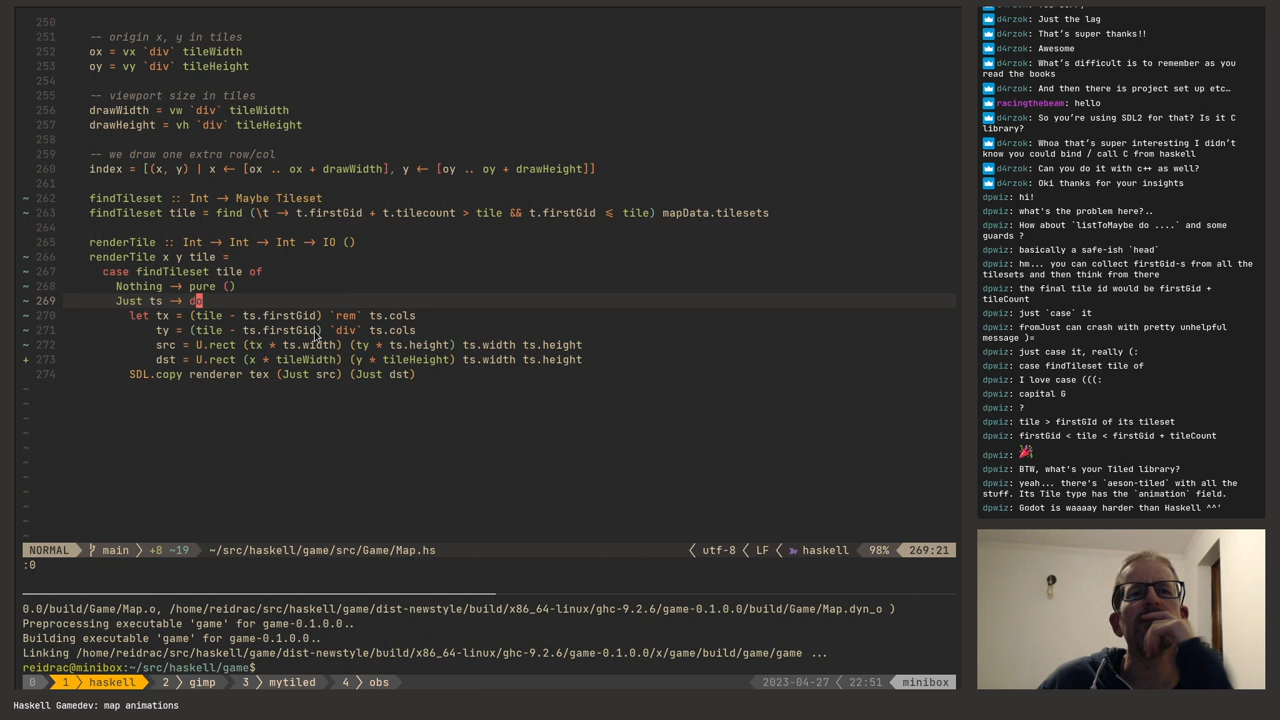 250
251 -- origin x, y in tiles
252 ox = vx `div` tileWidth
253 oy = vy `div` tileHeight
254
255 -- viewport size in tiles
256 drawWidth = vw `div` tileWidth
257 drawHeight = vh `div` tileHeight
258
259 -- we draw one extra row/col
260 index = [(x, y) | x <- [ox .. ox + drawWidth], y <- [oy .. oy + drawHeight]]
261
~ 262 findTileset :: Int -> Maybe Tileset
~ 263 findTileset tile = find (\t -> t.firstGid + t.tilecount > tile && t.firstGid <= tile) mapData.tilesets
264
265 renderTile :: Int -> Int -> Int -> IO ()
~ 266 renderTile x y tile =
~ 267 case findTileset tile of
~ 268 Nothing -> pure ()
~ 269 Just ts -> do
~ 270 let tx = (tile - ts.firstGid) `rem` ts.cols
~ 271 ty = (tile - ts.firstGid) `div` ts.cols
~ 272 src = U.rect (tx * ts.width) (ty * ts.height) ts.width ts.height
+ 273 dst = U.rect (x * tileWidth) (y * tileHeight) ts.width ts.height
274 SDL.copy renderer tex (Just src) (Just dst)
~
~
~
~
~
~
~
~
~
~
~
NORMAL main +8 ~19 ~/src/haskell/game/src/Game/Map.hs utf-8 < LF < haskell 98% 269:21
:0
0.0/build/Game/Map.o, /home/reidrac/src/haskell/game/dist-newstyle/build/x86_64-linux/ghc-9.2.6/game-0.1.0.0/build/Game/Map.dyn_o )
Preprocessing executable 'game' for game-0.1.0.0..
Building executable 'game' for game-0.1.0.0..
Linking /home/reidrac/src/haskell/game/dist-newstyle/build/x86_64-linux/ghc-9.2.6/game-0.1.0.0/x/game/build/game/game ...
reidrac@minibox:~/src/haskell/game$
0 1 > haskell 2 > gimp 3 > mytiled 4 > obs 2023-04-27 < 22:51 minibox
d4rzok: Just the lag
d4rzok: That's super thanks!!
d4rzok: Awesome
d4rzok: What's difficult is to remember as you
read the books
d4rzok: And then there is project set up etc…
racingthebeam: hello
d4rzok: So you're using SDL2 for that? Is it C
library?
d4rzok: Whoa that's super interesting I didn't
know you could bind / call C from haskell
d4rzok: Can you do it with c++ as well?
d4rzok: Oki thanks for your insights
dpwiz: hi!
dpwiz: what's the problem here?..
dpwiz: How about `listToMaybe do ....` and some
guards ?
dpwiz: basically a safe-ish `head`
dpwiz: hm... you can collect firstGid-s from all the
tilesets and then think from there
dpwiz: the final tile id would be firstGid +
tileCount
dpwiz: just `case` it
dpwiz: fromJust can crash with pretty unhelpful
message )=
dpwiz: just case it, really (:
dpwiz: case findTileset tile of
dpwiz: I love case (((:
dpwiz: capital G
dpwiz: ?
dpwiz: tile > firstGId of its tileset
dpwiz: firstGid < tile < firstGid + tileCount
dpwiz: 🎉
dpwiz: BTW, what's your Tiled library?
dpwiz: yeah... there's `aeson-tiled` with all the
stuff. Its Tile type has the `animation` field.
dpwiz: Godot is waaaay harder than Haskell ^^'
Haskell Gamedev: map animations